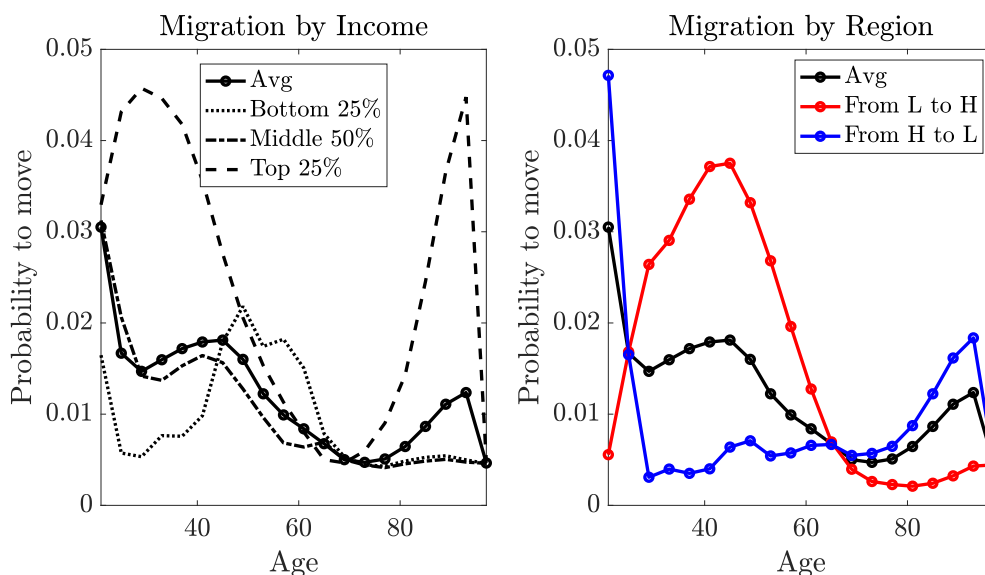 Migration by Income
0.05
0.04
0.03
0.02
0.01
0
Probability to move
40
60
80
Age
Avg
Bottom 25%
Middle 50%
Top 25%
Migration by Region
0.05
0.04
0.03
0.02
0.01
0
Probability to move
40
60
80
Age
Avg
From L to H
From H to L